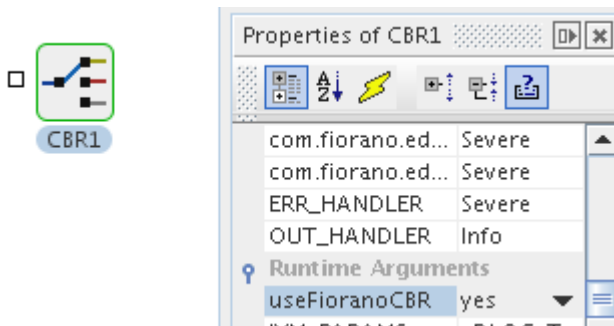 Properties of CBR1
CBR1
com.fiorano.ed... Severe
com.fiorano.ed... Severe
ERR_HANDLER Severe
OUT_HANDLER Info
Runtime Arguments
useFioranoCBR yes